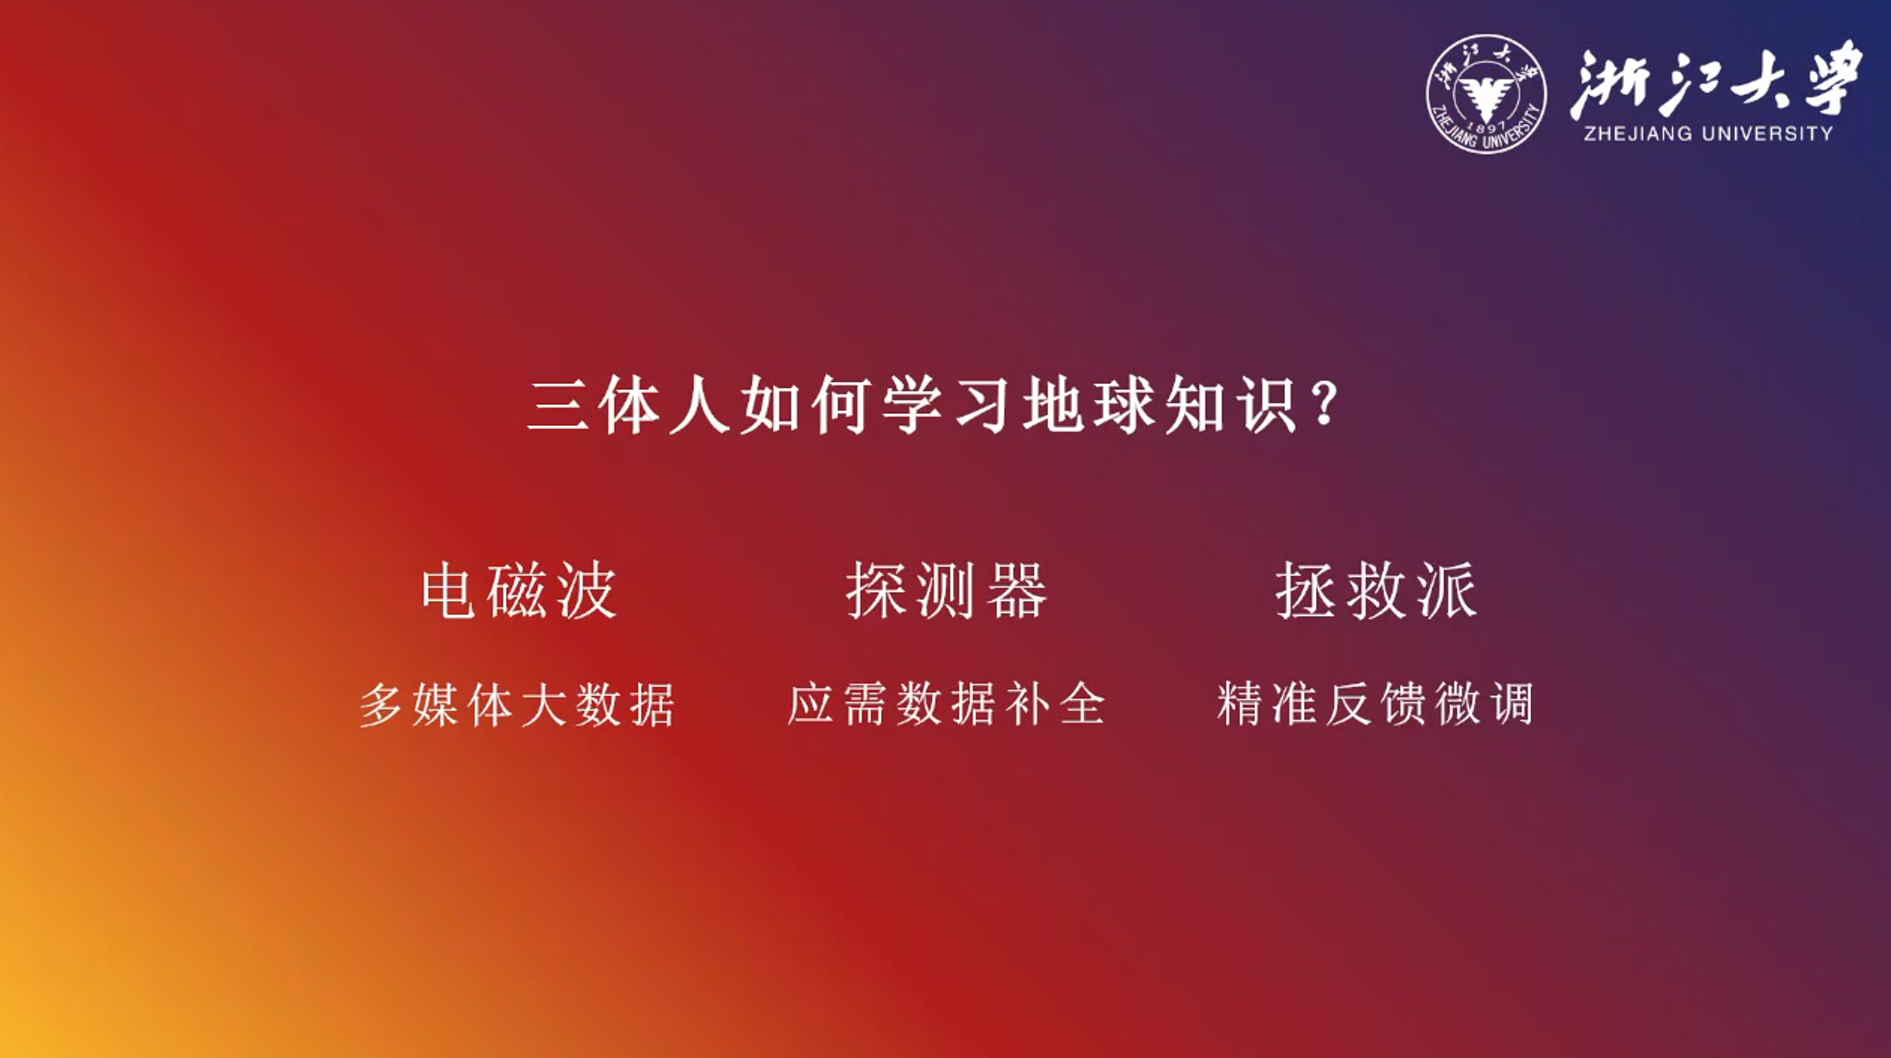 浙江大学
ZHEJIANG UNIVERSITY
1897
浙江大学
ZHEJIANG UNIVERSITY
三体人如何学习地球知识？
电磁波 探测器 拯救派
多媒体大数据 应需数据补全 精准反馈微调